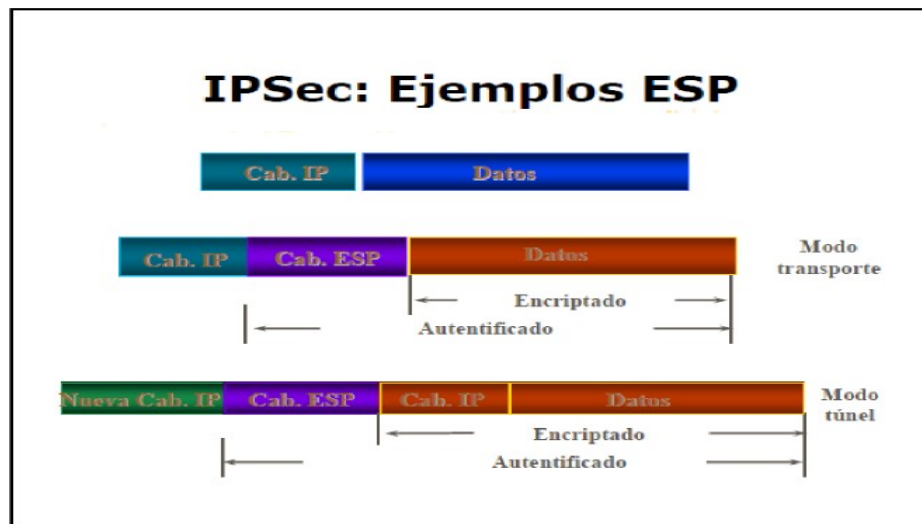 IPSec: Ejemplos ESP
Cab. IP
Datos
Cab. IP
Cab. ESP
Datos
Modo
transporte
Encriptado
Autentificado
Nueva Cab. IP
Cab. ESP
Cab. IP
Datos
Modo
túnel
Encriptado
Autentificado